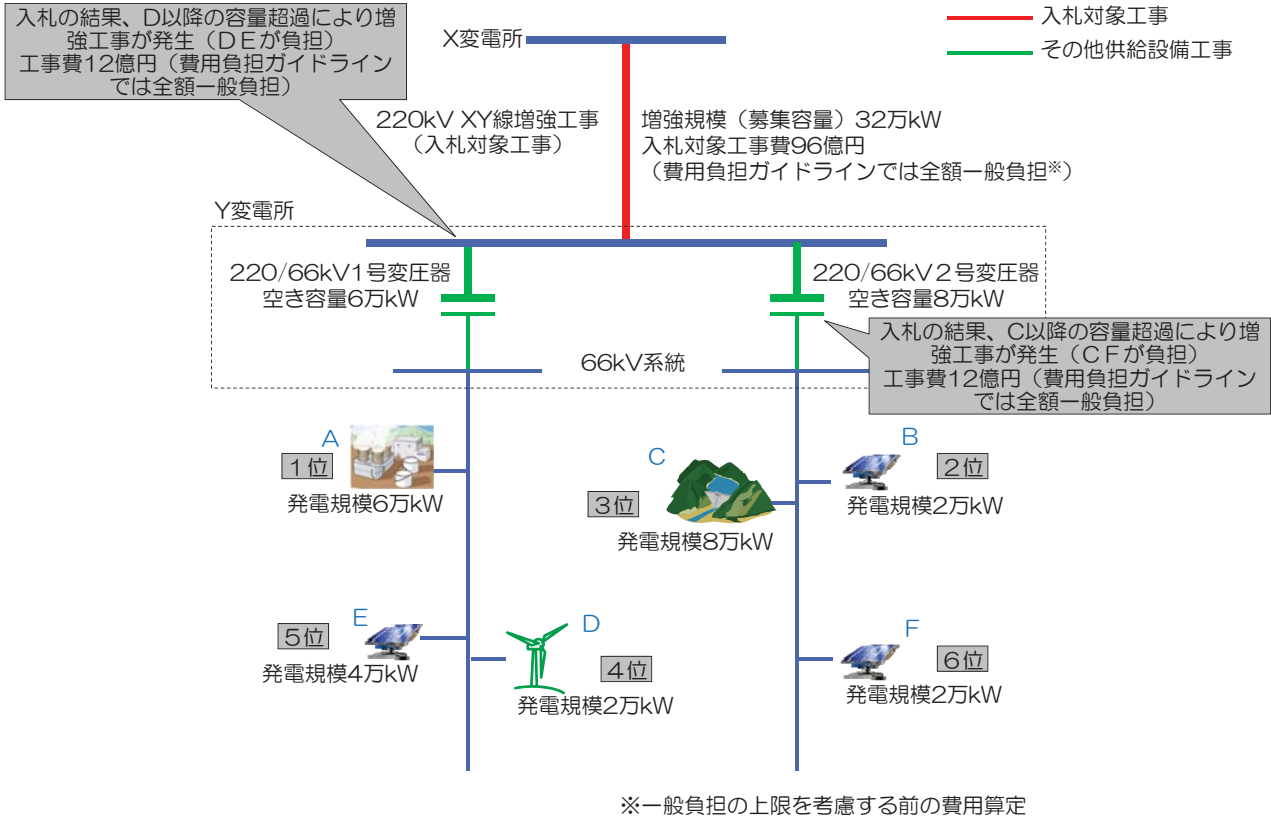 入札の結果、D以降の容量超過により増
強工事が発生（DEが負担）
工事費12億円（費用負担ガイドライン
では全額一般負担）
X変電所
入札対象工事
その他供給設備工事
220kV XY線増強工事
（入札対象工事）
増強規模（募集容量）32万kW
入札対象工事費96億円
（費用負担ガイドラインでは全額一般負担※）
Y変電所
220/66kV1号変圧器
空き容量6万kW
220/66kV2号変圧器
空き容量8万kW
入札の結果、C以降の容量超過により増
強工事が発生（CFが負担）
工事費12億円（費用負担ガイドライン
では全額一般負担）
66kV系統
A
1位
発電規模6万kW
C
3位
発電規模8万kW
B
2位
発電規模2万kW
E
5位
発電規模4万kW
D
4位
発電規模2万kW
F
6位
発電規模2万kW
※一般負担の上限を考慮する前の費用算定